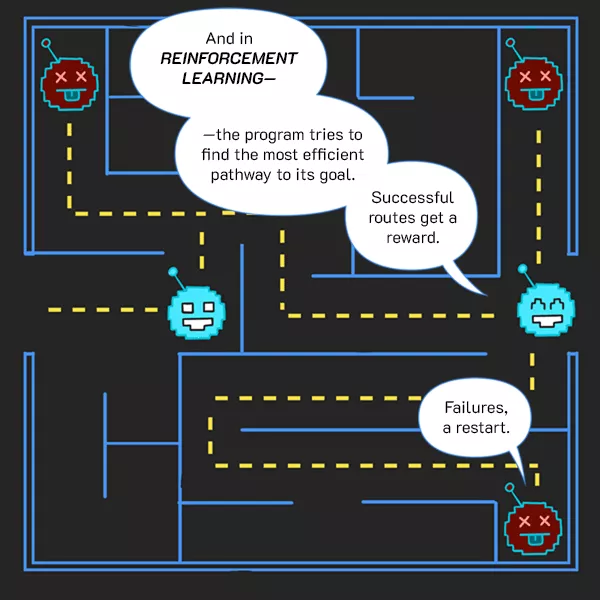 And in
REINFORCEMENT
LEARNING—
—the program tries to
find the most efficient
pathway to its goal.
Successful
routes get a
reward.
Failures,
a restart.